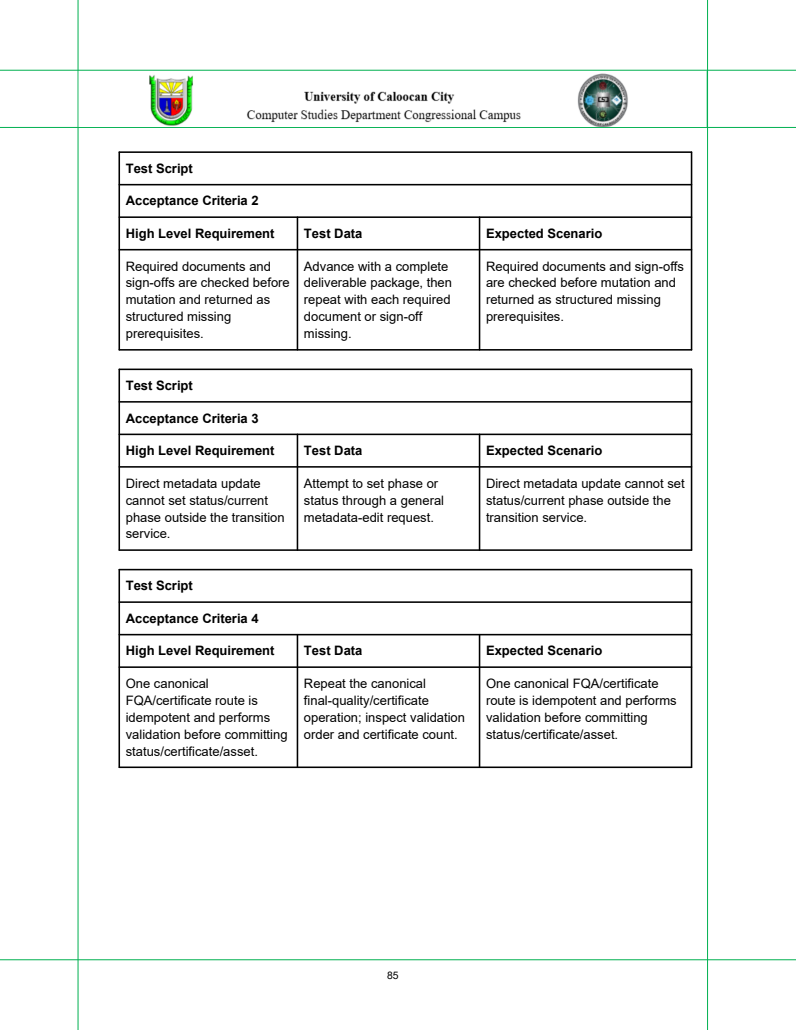 University of Caloocan City
Computer Studies Department Congressional Campus
Test Script
Acceptance Criteria 2
High Level Requirement
Test Data
Expected Scenario
Required documents and
sign-offs are checked before
mutation and returned as
structured missing
prerequisites.
Advance with a complete
deliverable package, then
repeat with each required
document or sign-off
missing.
Required documents and sign-offs
are checked before mutation and
returned as structured missing
prerequisites.
Test Script
Acceptance Criteria 3
High Level Requirement
Test Data
Expected Scenario
Direct metadata update
cannot set status/current
phase outside the transition
service.
Attempt to set phase or
status through a general
metadata-edit request.
Direct metadata update cannot set
status/current phase outside the
transition service.
Test Script
Acceptance Criteria 4
High Level Requirement
Test Data
Expected Scenario
One canonical
FQA/certificate route is
idempotent and performs
validation before committing
status/certificate/asset.
Repeat the canonical
final-quality/certificate
operation; inspect validation
order and certificate count.
One canonical FQA/certificate
route is idempotent and performs
validation before committing
status/certificate/asset.
85